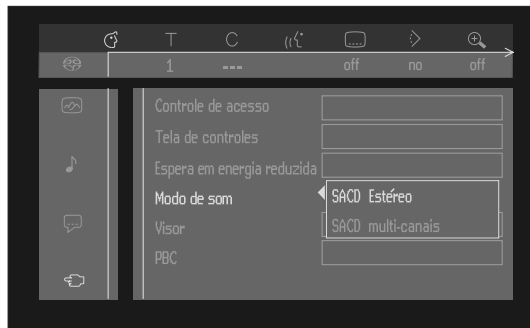 T C
1 --- off no off
Controle de acesso
Tela de controles
Espera em energia reduzida
Modo de som
SACD Estéreo
Visor
SACD multi-canais
PBC